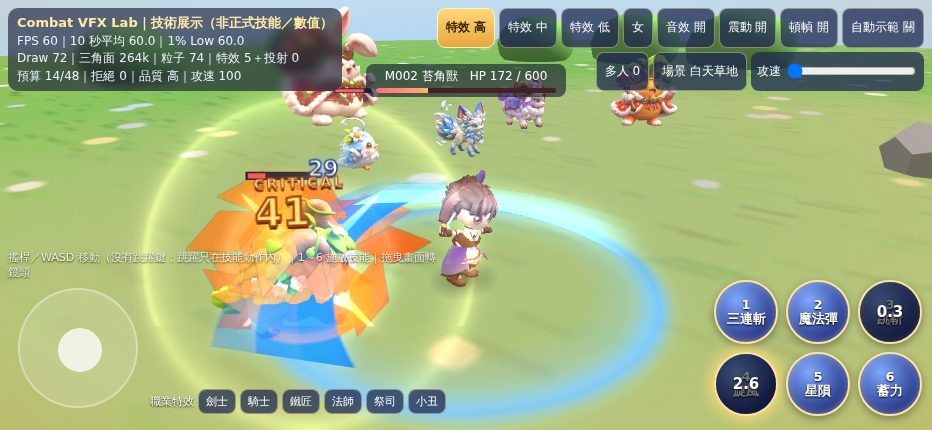 Combat VFX Lab | 技術展示（非正式技能／數值）
FPS 60 | 10 秒平均 60.0 | 1% Low 60.0
Draw 72 | 三角面 264k | 粒子 74 | 特效 5＋投射 0
預算 14/48 | 拒絕 0 | 品質 高 | 攻速 100
特效 高
特效 中
特效 低
女
音效 開
震動 開
頓幀 開
自動示範 關
多人 0
場景 白天草地
攻速
M002 苔角獸 HP 172 / 600
29
CRITICAL
41
搖桿／WASD 移動（沒有跳躍鍵；跳躍只在技能動作內） | 1–6 施放技能 | 拖曳畫面轉
鏡頭
1
三連斬
2
魔法彈
3
0.3
4
2.6
旋風
5
星隕
6
蓄力
職業特效
劍士
騎士
鐵匠
法師
祭司
小丑